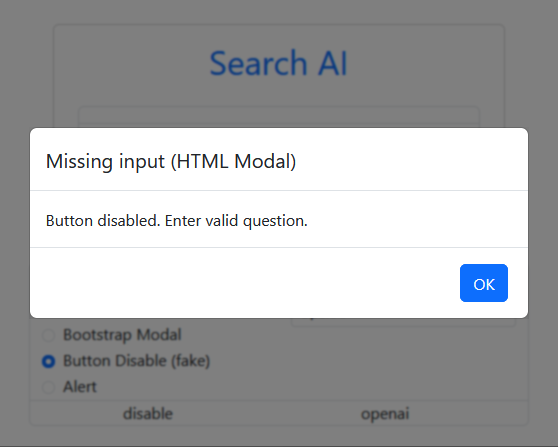 Search AI
Missing input (HTML Modal)
Button disabled. Enter valid question.
OK
Bootstrap Modal
Button Disable (fake)
Alert
disable openai